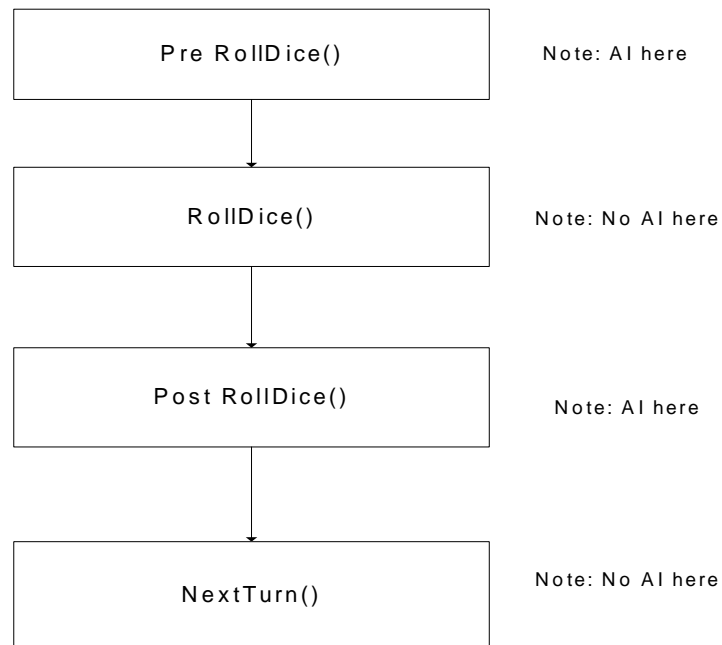 Pre RollDice()
Note: AI here
RollDice()
Note: No AI here
Post RollDice()
Note: AI here
NextTurn()
Note: No AI here